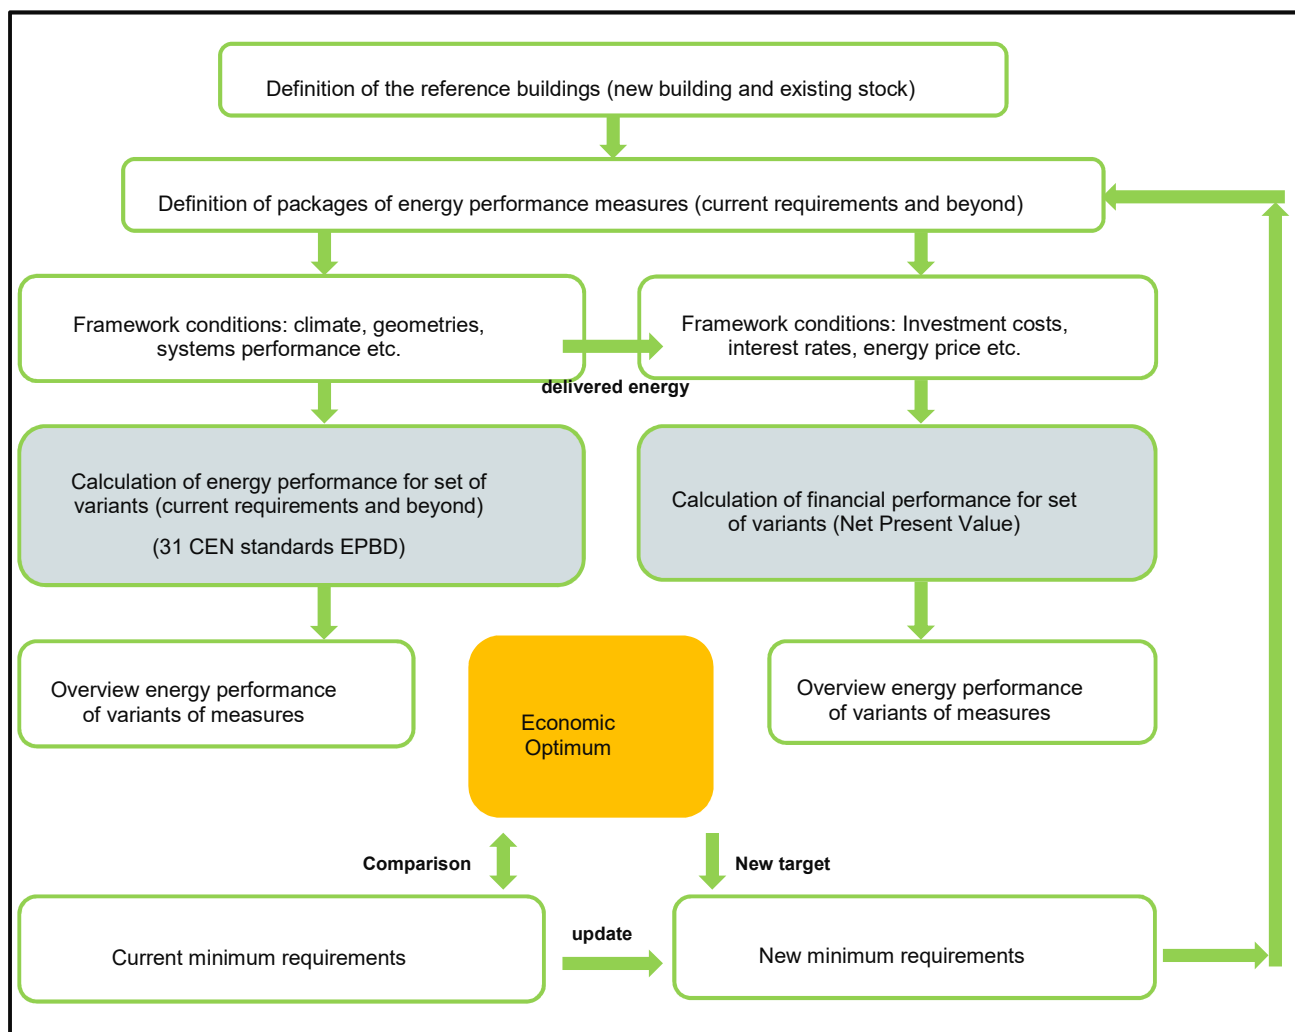 Definition of the reference buildings (new building and existing stock)
Definition of packages of energy performance measures (current requirements and beyond)
Framework conditions: climate, geometries,
systems performance etc.
Framework conditions: Investment costs,
interest rates, energy price etc.
delivered energy
Calculation of energy performance for set of
variants (current requirements and beyond)
(31 CEN standards EPBD)
Calculation of financial performance for set
of variants (Net Present Value)
Overview energy performance
of variants of measures
Economic
Optimum
Overview energy performance
of variants of measures
Comparison
New target
Current minimum requirements
update
New minimum requirements